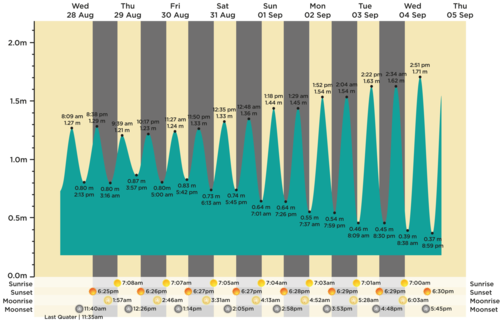 Wed Thu Fri Sat Sun Mon Tue Wed Thu
28 Aug 29 Aug 30 Aug 31 Aug 01 Sep 02 Sep 03 Sep 04 Sep 05 Sep
2.0m
1.5m
1.0m
0.5m
0.0m
8:09 am
1.27 m
0.80 m
2:13 pm
8:38 pm
1.28 m
0.80 m
3:16 am
9:39 am
1.21 m
0.87 m
3:57 pm
10:17 pm
1.23 m
0.80 m
5:00 am
11:27 am
1.24 m
0.83 m
5:42 pm
11:50 pm
1.33 m
0.73 m
6:13 am
12:35 pm
1.33 m
0.74 m
5:45 pm
12:48 am
1.35 m
0.64 m
7:01 am
1:18 pm
1.44 m
0.64 m
7:26 pm
1:29 am
1.45 m
0.55 m
7:37 am
1:52 pm
1.54 m
0.54 m
7:59 pm
2:04 am
1.54 m
0.46 m
8:09 am
2:22 pm
1.63 m
0.45 m
8:30 pm
2:34 am
1.62 m
0.39 m
8:39 am
2:51 pm
1.71 m
0.37 m
8:59 pm
Sunrise 7:08am 7:07am 7:05am 7:04am 7:03am 7:01am 7:00am
Sunset 6:25pm 6:26pm 6:27pm 6:27pm 6:28pm 6:29pm 6:29pm 6:30pm
Moonrise 1:57am 2:46am 3:31am 4:13am 4:52am 5:28am 6:03am
Moonset 11:40am 12:26pm 1:14pm 2:05pm 2:58pm 3:53pm 4:48pm 5:45pm
Last Quater | 11:35am